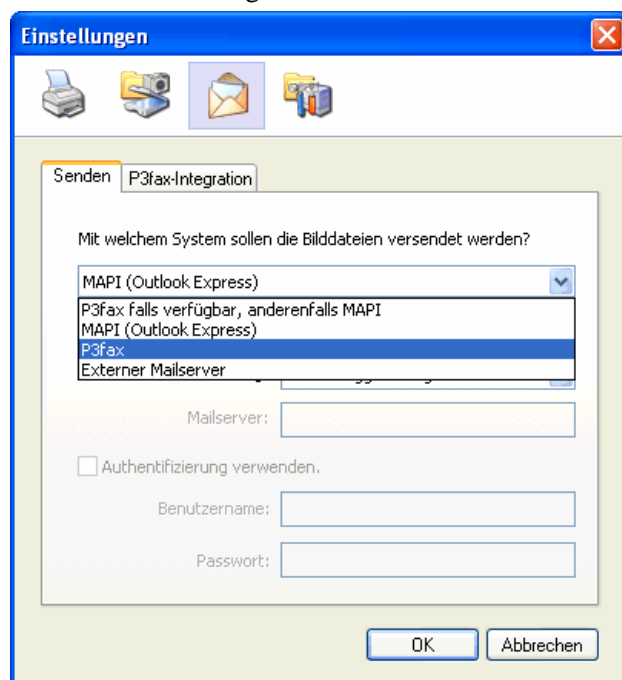 Einstellungen
Senden
P3fax-Integration
Mit welchem System sollen die Bilddateien versendet werden?
MAPI (Outlook Express)
P3fax falls verfügbar, anderenfalls MAPI
MAPI (Outlook Express)
P3fax
Externer Mailserver
Mailserver:
Authentifizierung verwenden.
Benutzername:
Passwort:
OK
Abbrechen